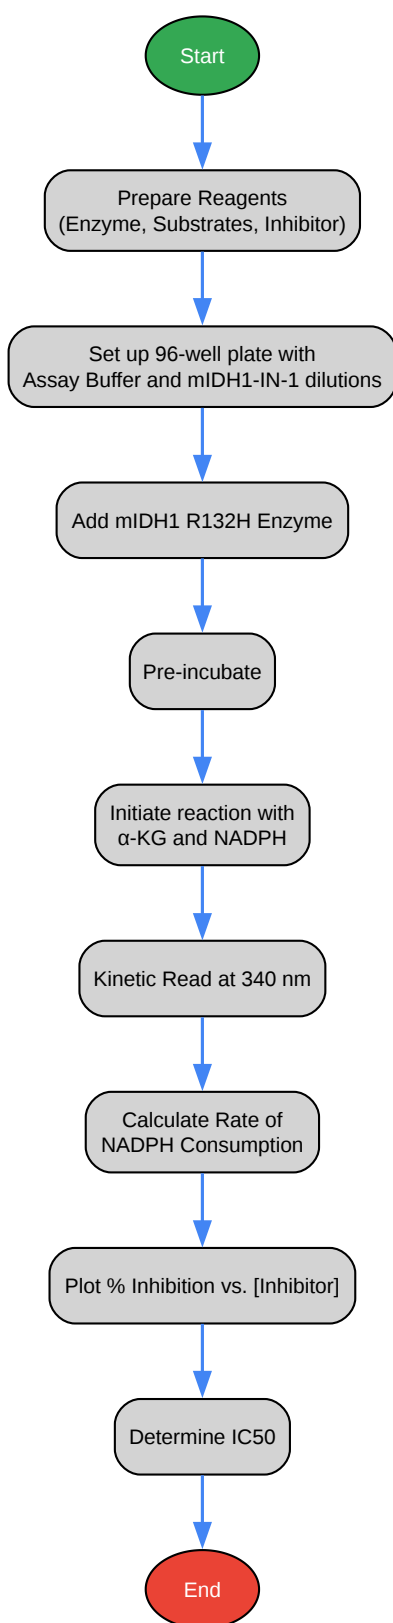 Start
Prepare Reagents
(Enzyme, Substrates, Inhibitor)
Set up 96-well plate with
Assay Buffer and mIDH1-IN-1 dilutions
Add mIDH1 R132H Enzyme
Pre-incubate
Initiate reaction with
α-KG and NADPH
Kinetic Read at 340 nm
Calculate Rate of
NADPH Consumption
Plot % Inhibition vs. [Inhibitor]
Determine IC50
End